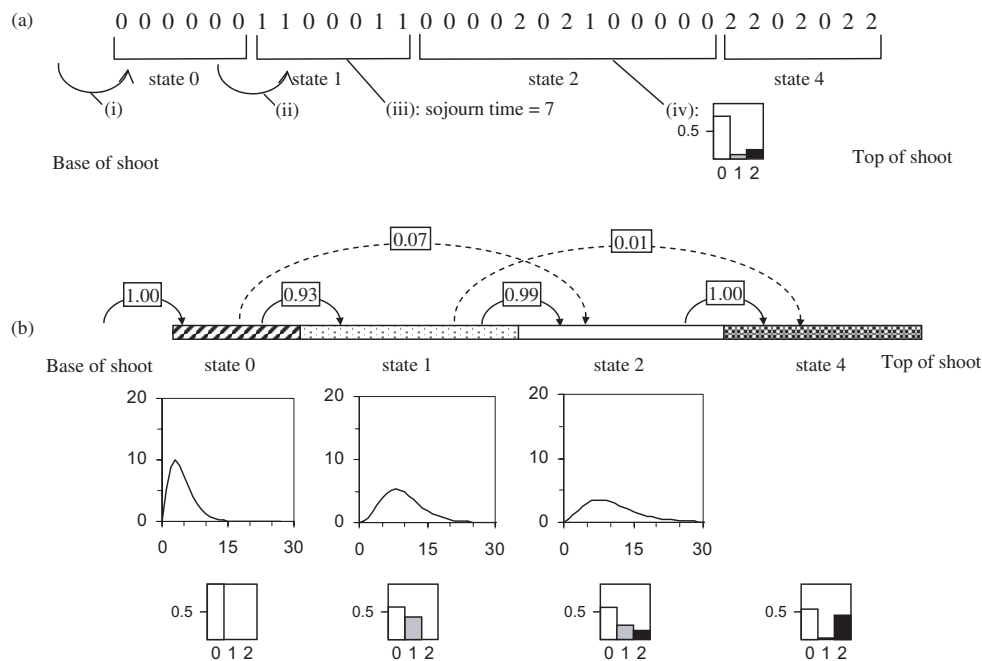 (a) 0 0 0 0 0 0 1 1 0 0 0 1 1 0 0 0 0 2 0 2 1 0 0 0 0 0 2 2 0 2 0 2 2
state 0 state 1 state 2 state 4
(i) (ii) (iii): sojourn time = 7 (iv):
0.5
0 1 2
Base of shoot Top of shoot
0.07 0.01
1.00 0.93 0.99 1.00
(b)
Base of shoot state 0 state 1 state 2 state 4 Top of shoot
20 20 20
10 10 10
0 0 0
0 15 30 0 15 30 0 15 30
0.5 0.5 0.5 0.5
0 1 2 0 1 2 0 1 2 0 1 2